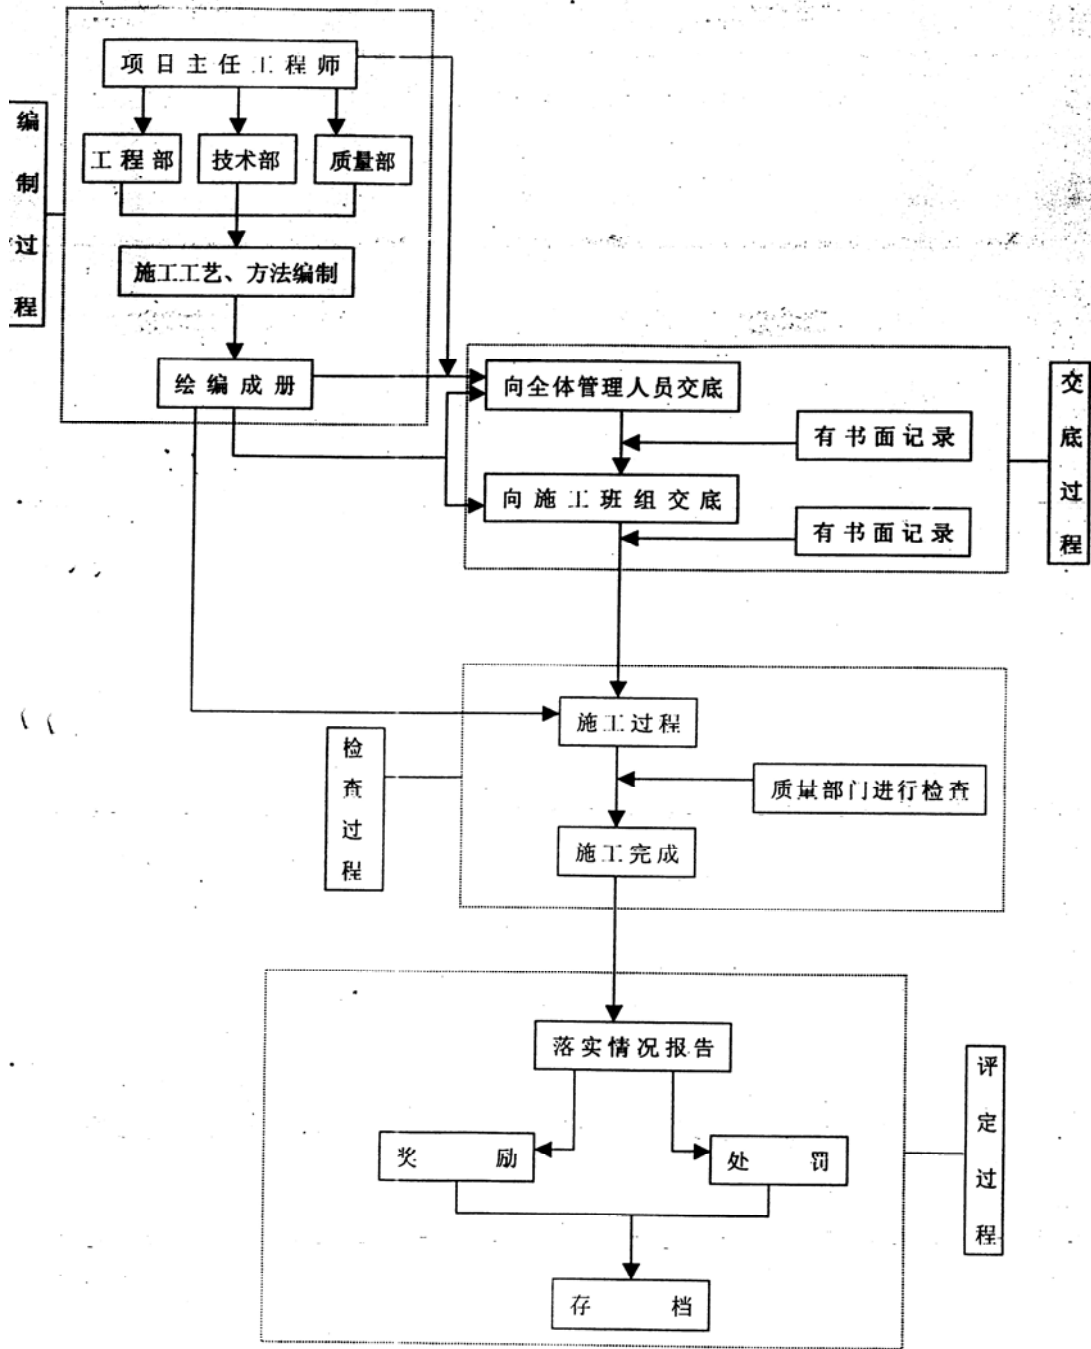 项目主任工程师
编制过程
工程部
技术部
质量部
施工工艺、方法编制
绘编成册
向全体管理人员交底
有书面记录
交底过程
向施工班组交底
有书面记录
施工过程
检查过程
质量部门进行检查
施工完成
落实情况报告
评定过程
奖励
处罚
存档